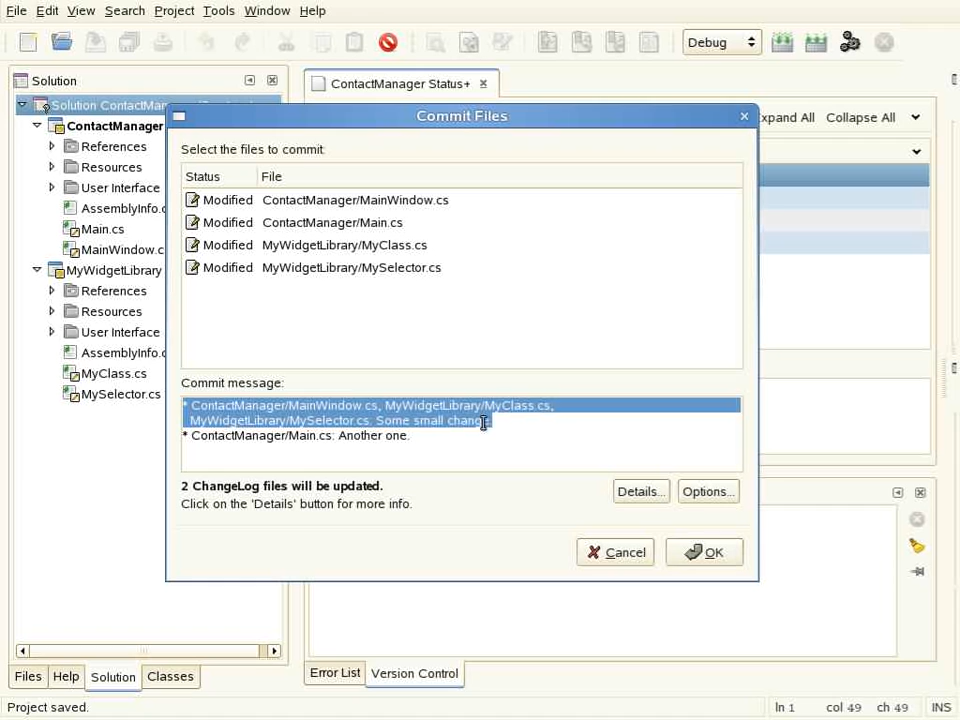 File Edit View Search Project Tools Window Help
Debug
Solution
ContactManager Status+
Solution ContactMan
Commit Files
Expand All Collapse All
ContactManager
References
Resources
User Interface
AssemblyInfo.c
Main.cs
MainWindow.c
MyWidgetLibrary
References
Resources
User Interface
AssemblyInfo.c
MyClass.cs
MySelector.cs
Select the files to commit:
Status File
Modified ContactManager/MainWindow.cs
Modified ContactManager/Main.cs
Modified MyWidgetLibrary/MyClass.cs
Modified MyWidgetLibrary/MySelector.cs
Commit message:
* ContactManager/MainWindow.cs, MyWidgetLibrary/MyClass.cs,
MyWidgetLibrary/MySelector.cs: Some small change.
* ContactManager/Main.cs: Another one.
2 ChangeLog files will be updated.
Click on the 'Details' button for more info.
Details... Options...
Cancel OK
Files Help Solution Classes
Error List Version Control
Project saved.
ln 1 col 49 ch 49 INS